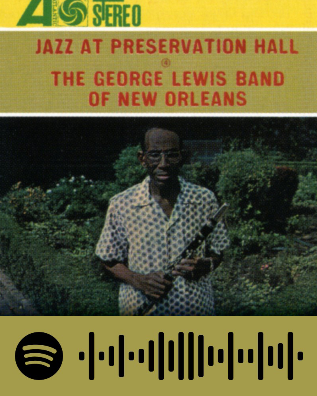 STEREO
JAZZ AT PRESERVATION HALL
THE GEORGE LEWIS BAND
OF NEW ORLEANS